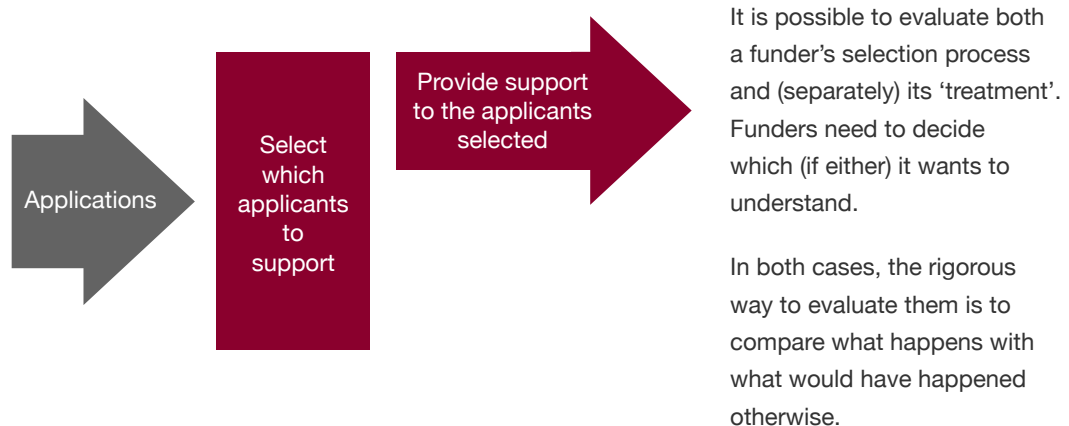 Applications
Select
which
applicants
to
support
Provide support
to the applicants
selected
It is possible to evaluate both
a funder’s selection process
and (separately) its ‘treatment’.
Funders need to decide
which (if either) it wants to
understand.
In both cases, the rigorous
way to evaluate them is to
compare what happens with
what would have happened
otherwise.